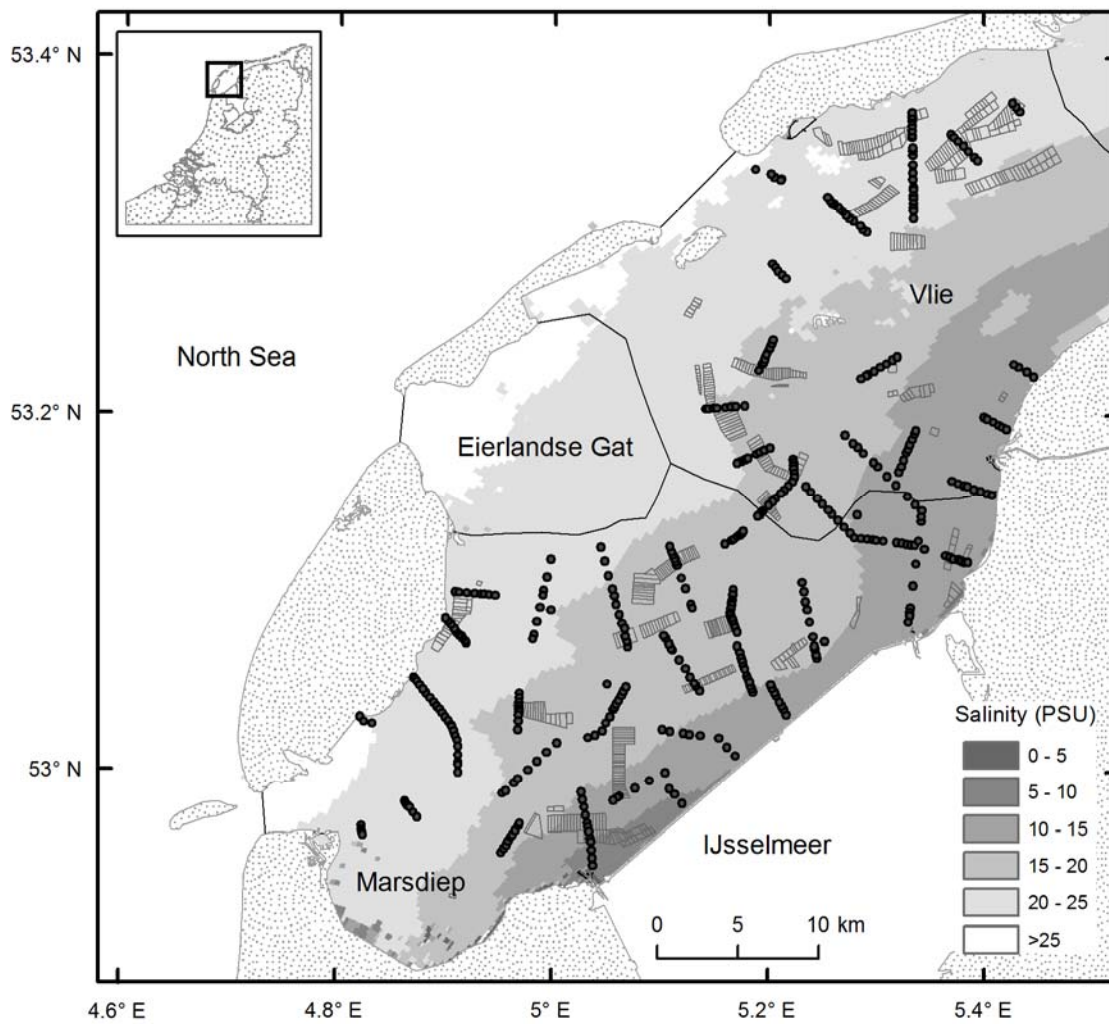 53.4° N
Vlie
North Sea
53.2° N
Eierlandse Gat
Salinity (PSU)
0 - 5
5 - 10
10 - 15
15 - 20
20 - 25
>25
53° N
IJsselmeer
Marsdiep
0 5 10 km
4.6° E 4.8° E 5° E 5.2° E 5.4° E